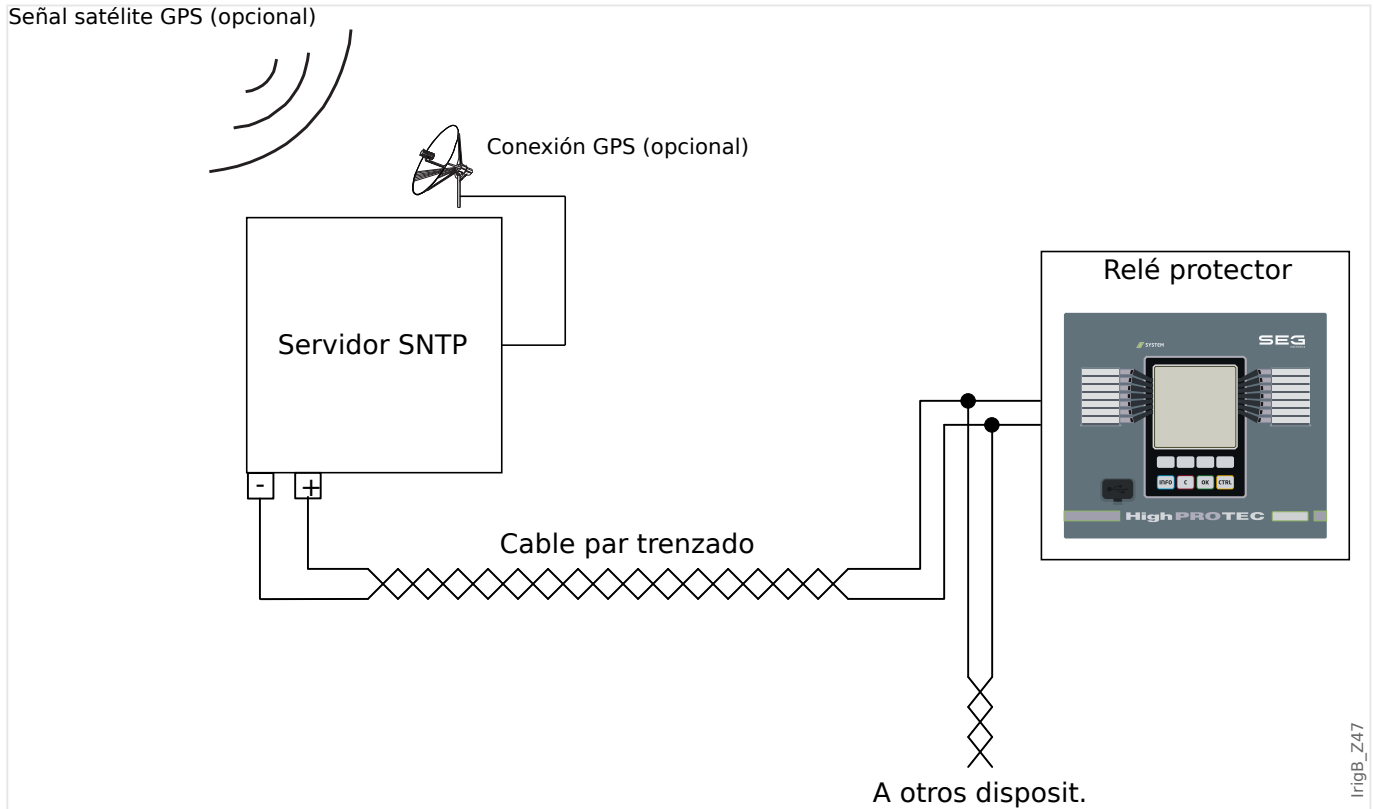 Señal satélite GPS (opcional)
Conexión GPS (opcional)
Relé protector
SYSTEM
SEG
Servidor SNTP
INFO C OK CTRL
- +
HighPROTEC
Cable par trenzado
A otros disposit.
IrigB_Z47